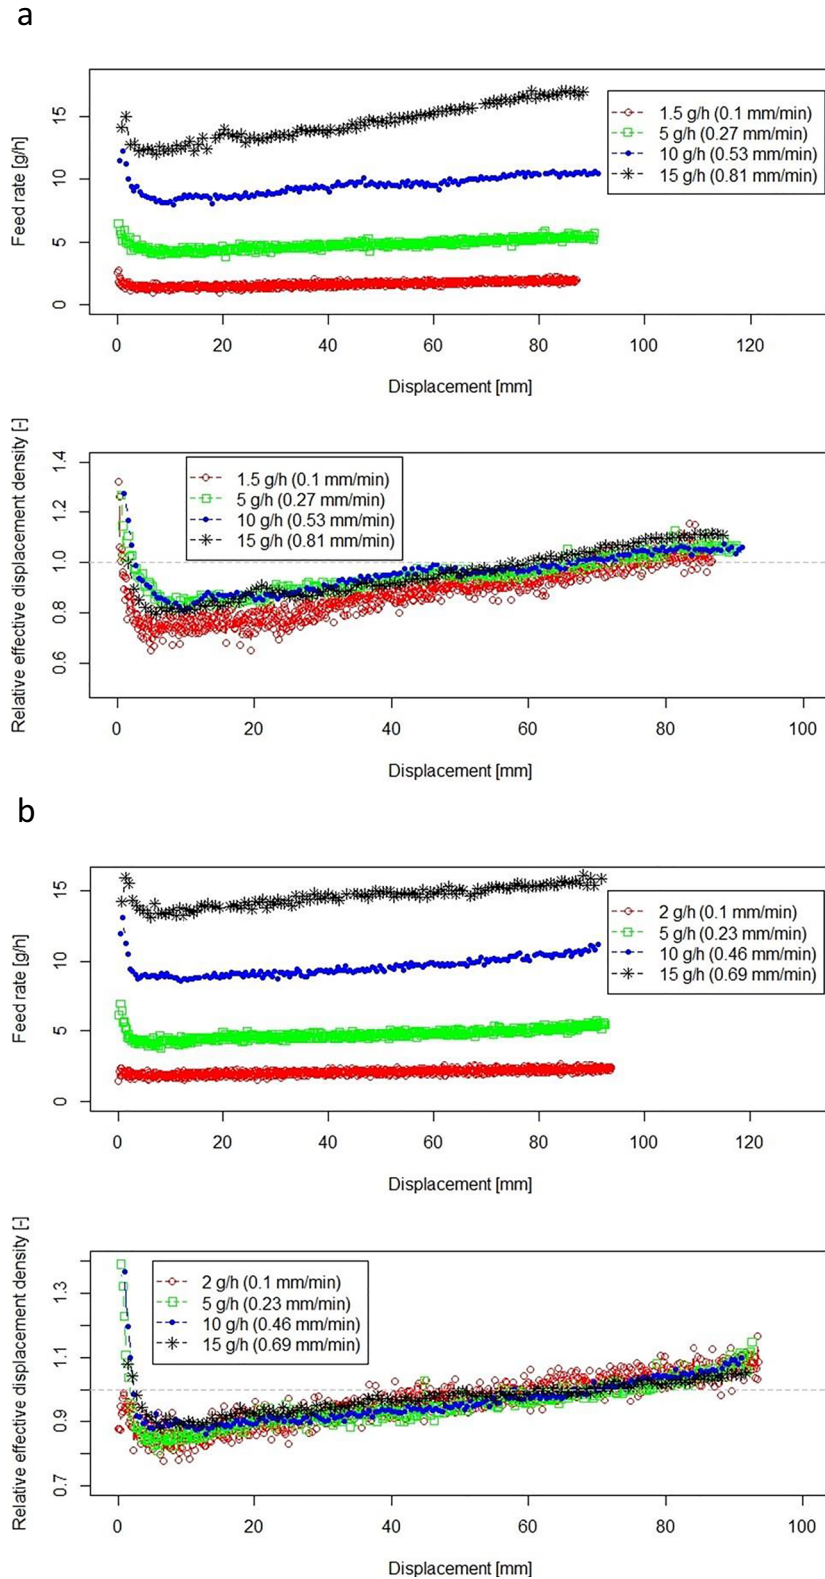 a
Feed rate [g/h]
0 5 10 15
1.5 g/h (0.1 mm/min)
5 g/h (0.27 mm/min)
10 g/h (0.53 mm/min)
15 g/h (0.81 mm/min)
0 20 40 60 80 100 120
Displacement [mm]
Relative effective displacement density [-]
0.6 0.8 1.0 1.2 1.4
1.5 g/h (0.1 mm/min)
5 g/h (0.27 mm/min)
10 g/h (0.53 mm/min)
15 g/h (0.81 mm/min)
0 20 40 60 80 100
Displacement [mm]
b
Feed rate [g/h]
0 5 10 15
2 g/h (0.1 mm/min)
5 g/h (0.23 mm/min)
10 g/h (0.46 mm/min)
15 g/h (0.69 mm/min)
0 20 40 60 80 100 120
Displacement [mm]
Relative effective displacement density [-]
0.7 0.9 1.1 1.3
2 g/h (0.1 mm/min)
5 g/h (0.23 mm/min)
10 g/h (0.46 mm/min)
15 g/h (0.69 mm/min)
0 20 40 60 80 100
Displacement [mm]